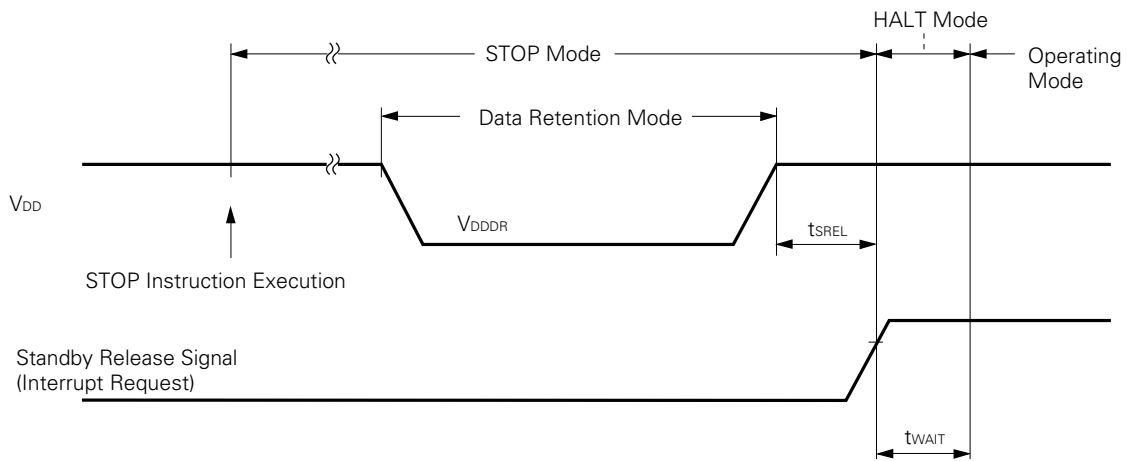 HALT Mode
STOP Mode
Operating
Mode
Data Retention Mode
VDD
VDDDR
tSREL
STOP Instruction Execution
Standby Release Signal
(Interrupt Request)
tWAIT